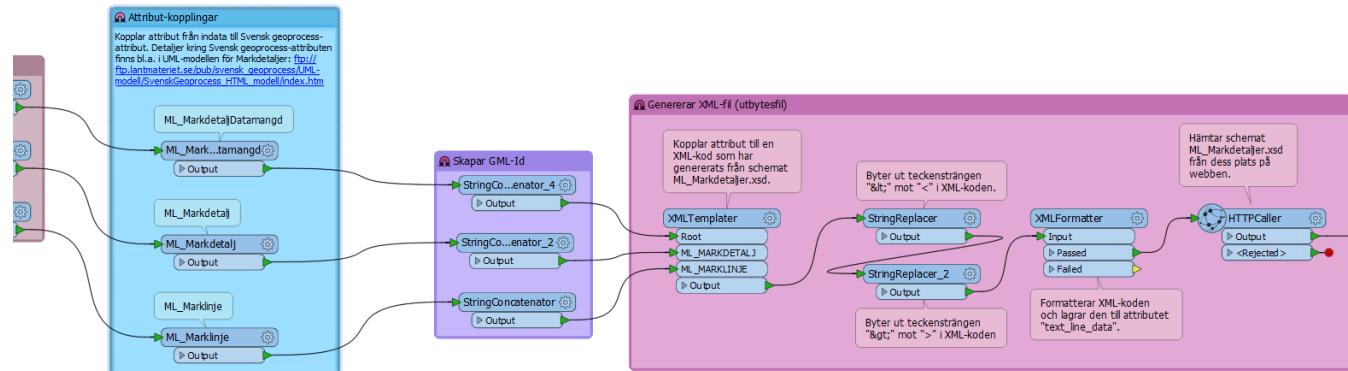 Attribut-kopplingar
Kopplar attribut från indata till Svensk geoprocess-
attribut. Detaljer kring Svensk geoprocess-attributen
finns bl.a. i UML-modellen för Markdetaljer: ftp://
ftp.lantmateriet.se/pub/svensk_geoprocess/UML-
modell/SvenskGeoprocess_HTML_modell/index.htm
ML_MarkdetaljDatamangd
ML_Mark...tamangd
Output
ML_Markdetalj
ML_Markdetalj
Output
ML_Marklinje
ML_Marklinje
Output
Skapar GML-Id
StringCo...enator_4
Output
StringCo...enator_2
Output
StringConcatenator
Output
Genererar XML-fil (utbytesfil)
Kopplar attribut till en
XML-kod som har
genererats från schemat
ML_Markdetaljer.xsd.
XMLTemplater
Root
ML_MARKDETALJ
ML_MARKLINJE
Output
Byter ut teckensträngen
"&lt;" mot "<" i XML-koden.
StringReplacer
Output
StringReplacer_2
Output
Byter ut teckensträngen
"&gt;" mot ">" i XML-koden
XMLFormatter
Input
Passed
Failed
Formatterar XML-koden
och lagrar den till attributet
"text_line_data".
Hämtar schemat
ML_Markdetaljer.xsd
från dess plats på
webben.
HTTPCaller
Output
<Rejected>